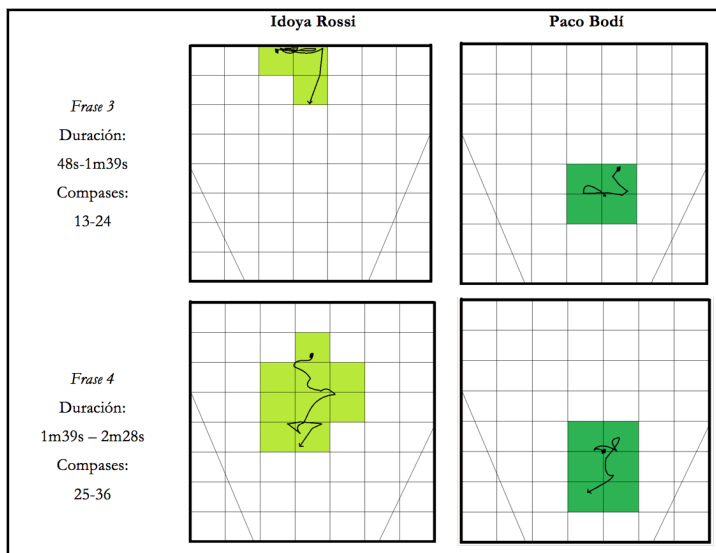 Idoya Rossi
Paco Bodí
Frase 3
Duración:
48s-1m39s
Compases:
13-24
Frase 4
Duración:
1m39s – 2m28s
Compases:
25-36